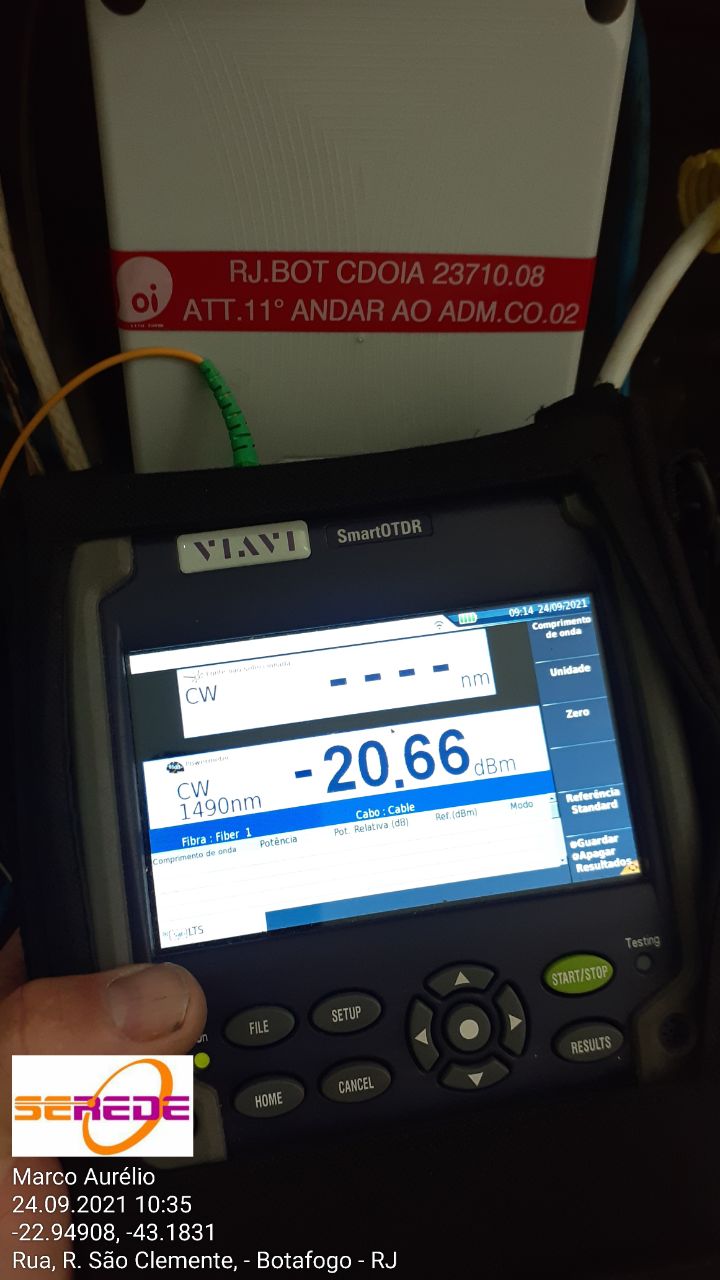 RJ.BOT CDOIA 23710.08
oi
ATT.11° ANDAR AO ADM.CO.02
VIAVI
SmartOTDR
09:14 24/09/2021
Comprimento
de onda
CW
- - - - nm
Unidade
Zero
Powermeter
CW
1490nm
-20.66 dBm
Fibra : Fiber 1
Cabo : Cable
Comprimento de onda
Potência
Pot. Relativa (dB)
Ref.(dBm)
Modo
Referência
Standard
Guardar
Apagar
Resultados
LTS
Testing
START/STOP
FILE
SETUP
RESULTS
HOME
CANCEL
On
SEREDE
Marco Aurélio
24.09.2021 10:35
-22.94908, -43.1831
Rua, R. São Clemente, - Botafogo - RJ